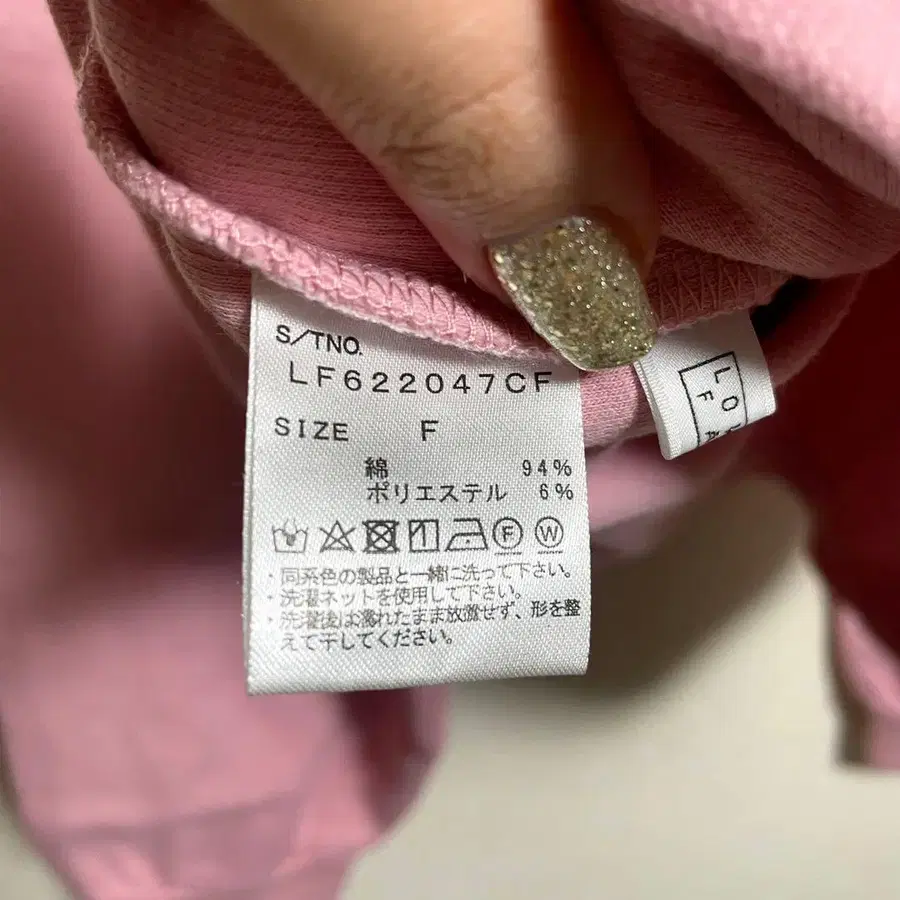 S/TNO.
LF622047CF
SIZE F
綿 94%
ポリエステル 6%
F W
・同系色の製品と一緒に洗って下さい。
・洗濯ネットを使用して下さい。
・洗濯後は濡れたまま放置せず、形を整
えて干してください。
LO
F